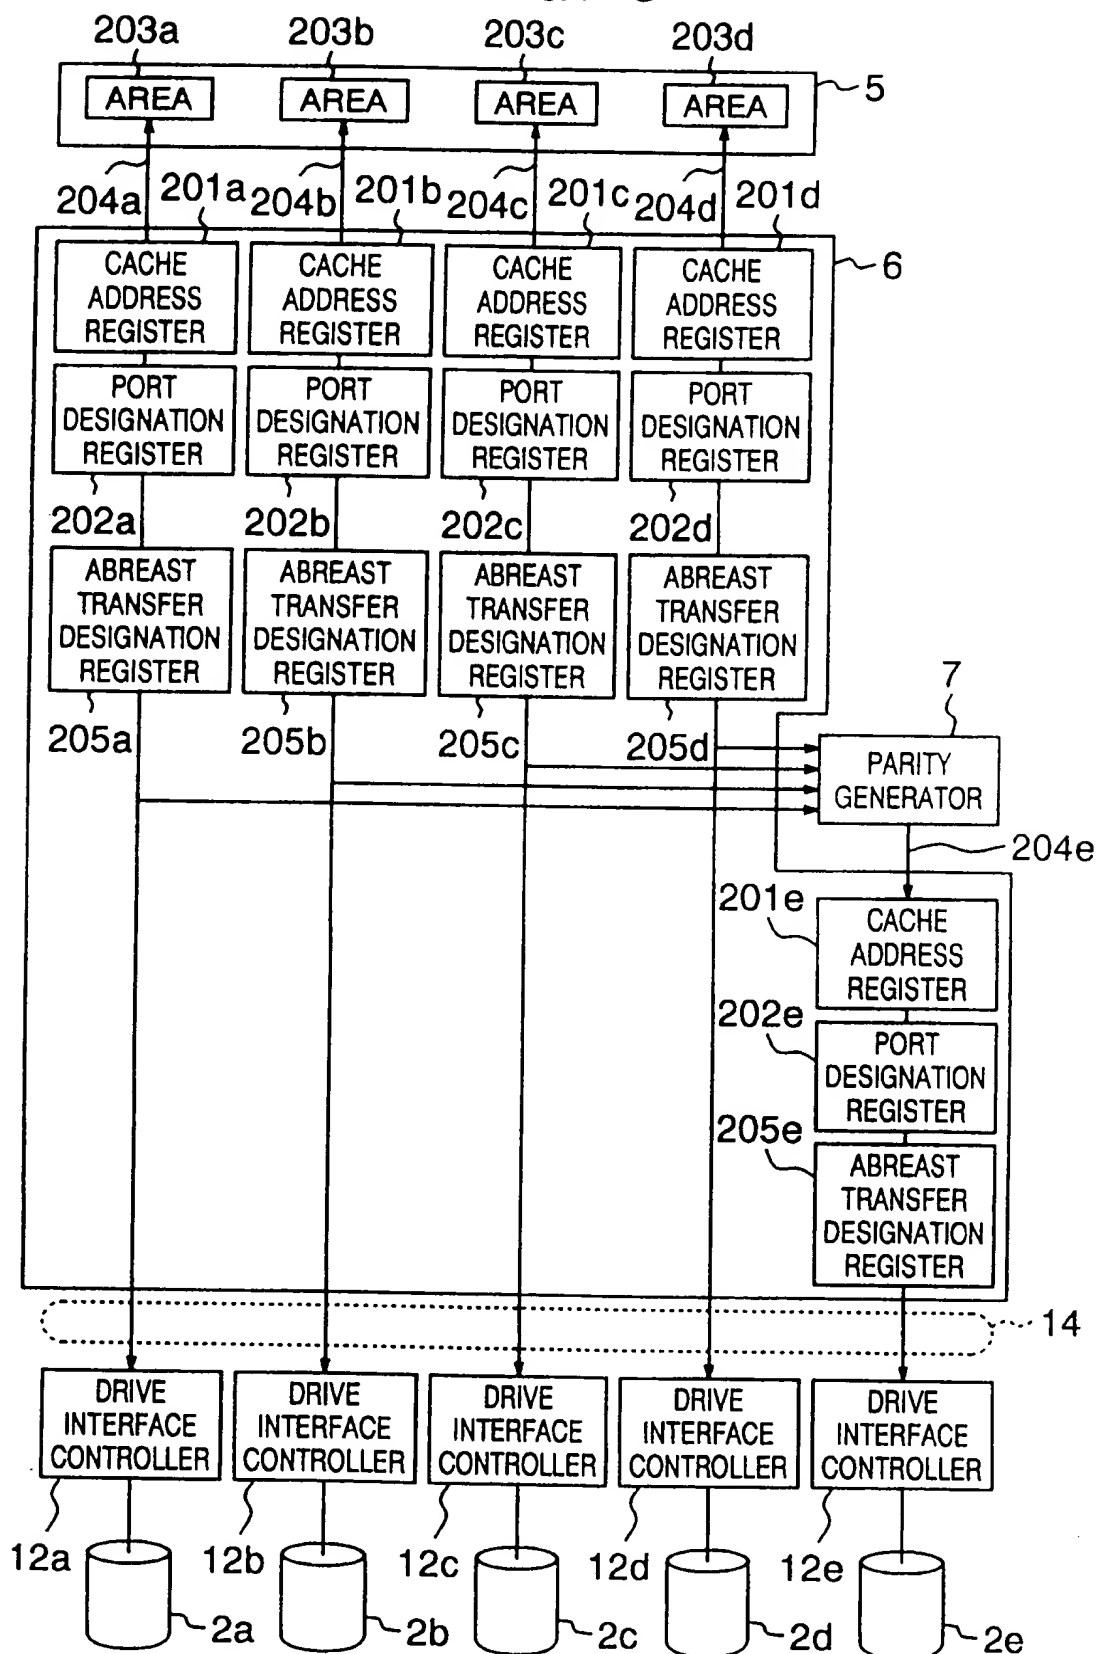 203a 203b 203c 203d
AREA AREA AREA AREA
5
204a 201a 204b 201b 204c 201c 204d 201d
6
CACHE ADDRESS REGISTER
CACHE ADDRESS REGISTER
CACHE ADDRESS REGISTER
CACHE ADDRESS REGISTER
PORT DESIGNATION REGISTER
PORT DESIGNATION REGISTER
PORT DESIGNATION REGISTER
PORT DESIGNATION REGISTER
202a 202b 202c 202d
ABREAST TRANSFER DESIGNATION REGISTER
ABREAST TRANSFER DESIGNATION REGISTER
ABREAST TRANSFER DESIGNATION REGISTER
ABREAST TRANSFER DESIGNATION REGISTER
205a 205b 205c 205d
7
PARITY
GENERATOR
204e
201e
CACHE
ADDRESS
REGISTER
202e
PORT
DESIGNATION
REGISTER
205e
ABREAST
TRANSFER
DESIGNATION
REGISTER
14
DRIVE INTERFACE CONTROLLER
DRIVE INTERFACE CONTROLLER
DRIVE INTERFACE CONTROLLER
DRIVE INTERFACE CONTROLLER
DRIVE INTERFACE CONTROLLER
12a 12b 12c 12d 12e
2a 2b 2c 2d 2e